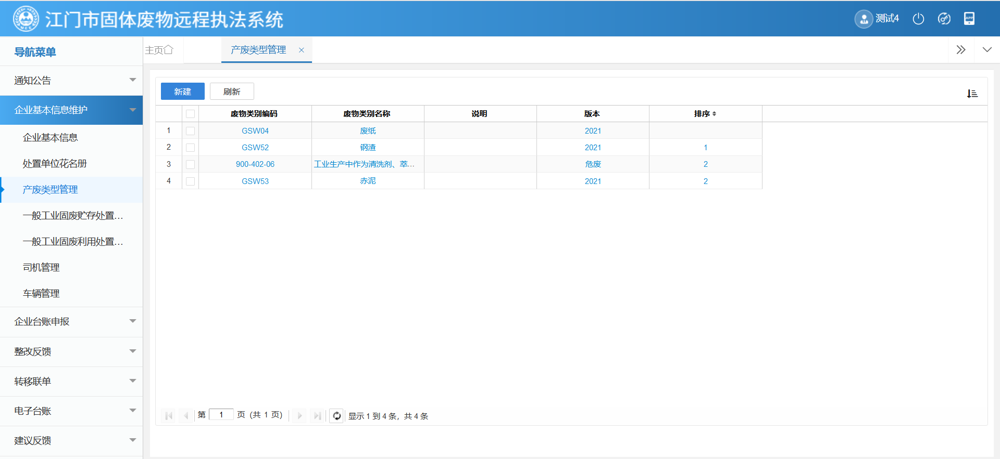 江门市固体废物远程执法系统
测试4
APP
导航菜单
主页
产废类型管理 ×
通知公告
企业基本信息维护
企业基本信息
处置单位花名册
产废类型管理
一般工业固废贮存处置...
一般工业固废利用处置...
司机管理
车辆管理
企业台账申报
整改反馈
转移联单
电子台账
建议反馈
新建 刷新
废物类别编码 废物类别名称 说明 版本 排序
1 GSW04 废纸 2021
2 GSW52 钢渣 2021 1
3 900-402-06 工业生产中作为清洗剂、萃... 危废 2
4 GSW53 赤泥 2021 2
第 1 页 (共 1 页) 显示 1 到 4 条，共 4 条